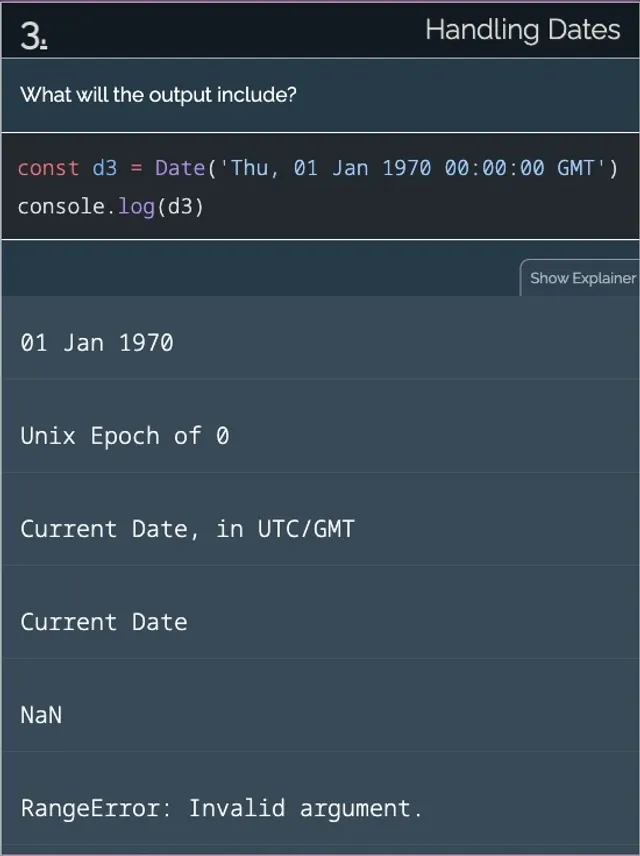 3.
Handling Dates
What will the output include?
const d3 = Date('Thu, 01 Jan 1970 00:00:00 GMT')
console.log(d3)
Show Explainer
01 Jan 1970
Unix Epoch of 0
Current Date, in UTC/GMT
Current Date
NaN
RangeError: Invalid argument.